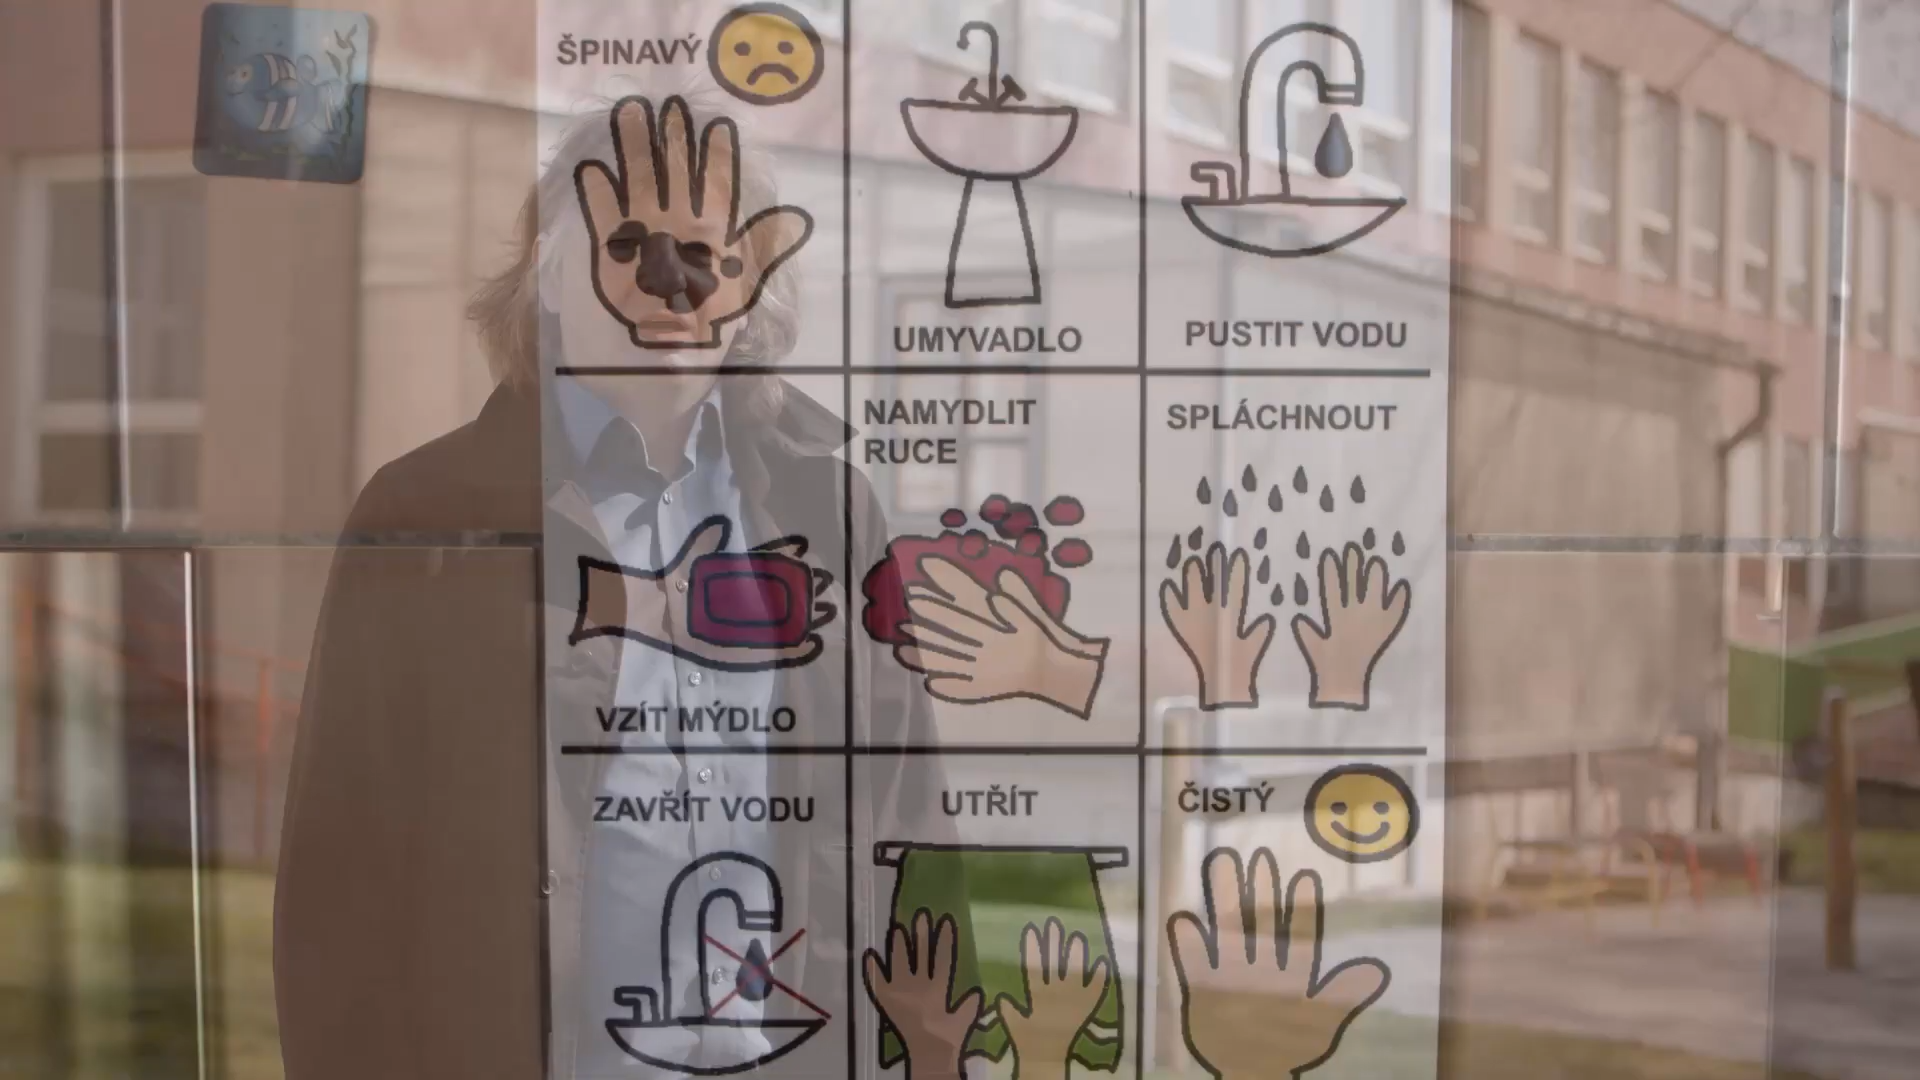 ŠPINAVÝ
UMYVADLO
PUSTIT VODU
VZÍT MÝDLO
NAMYDLIT
RUCE
SPLÁCHNOUT
ZAVŘÍT VODU
UTŘÍT
ČISTÝ